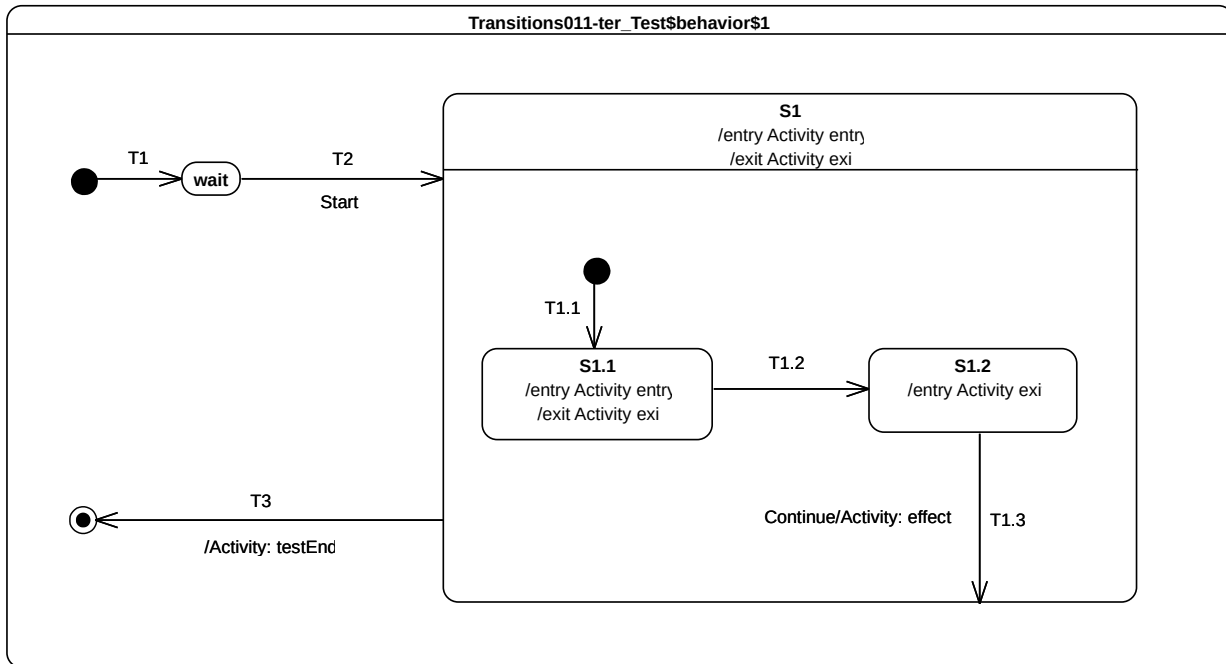 Transitions011-ter_Test$behavior$1
S1
/entry Activity entry
/exit Activity exi
T1
T2
wait
Start
T1.1
S1.1
/entry Activity entry
/exit Activity exi
T1.2
S1.2
/entry Activity exi
T3
/Activity: testEnd
Continue/Activity: effect
T1.3